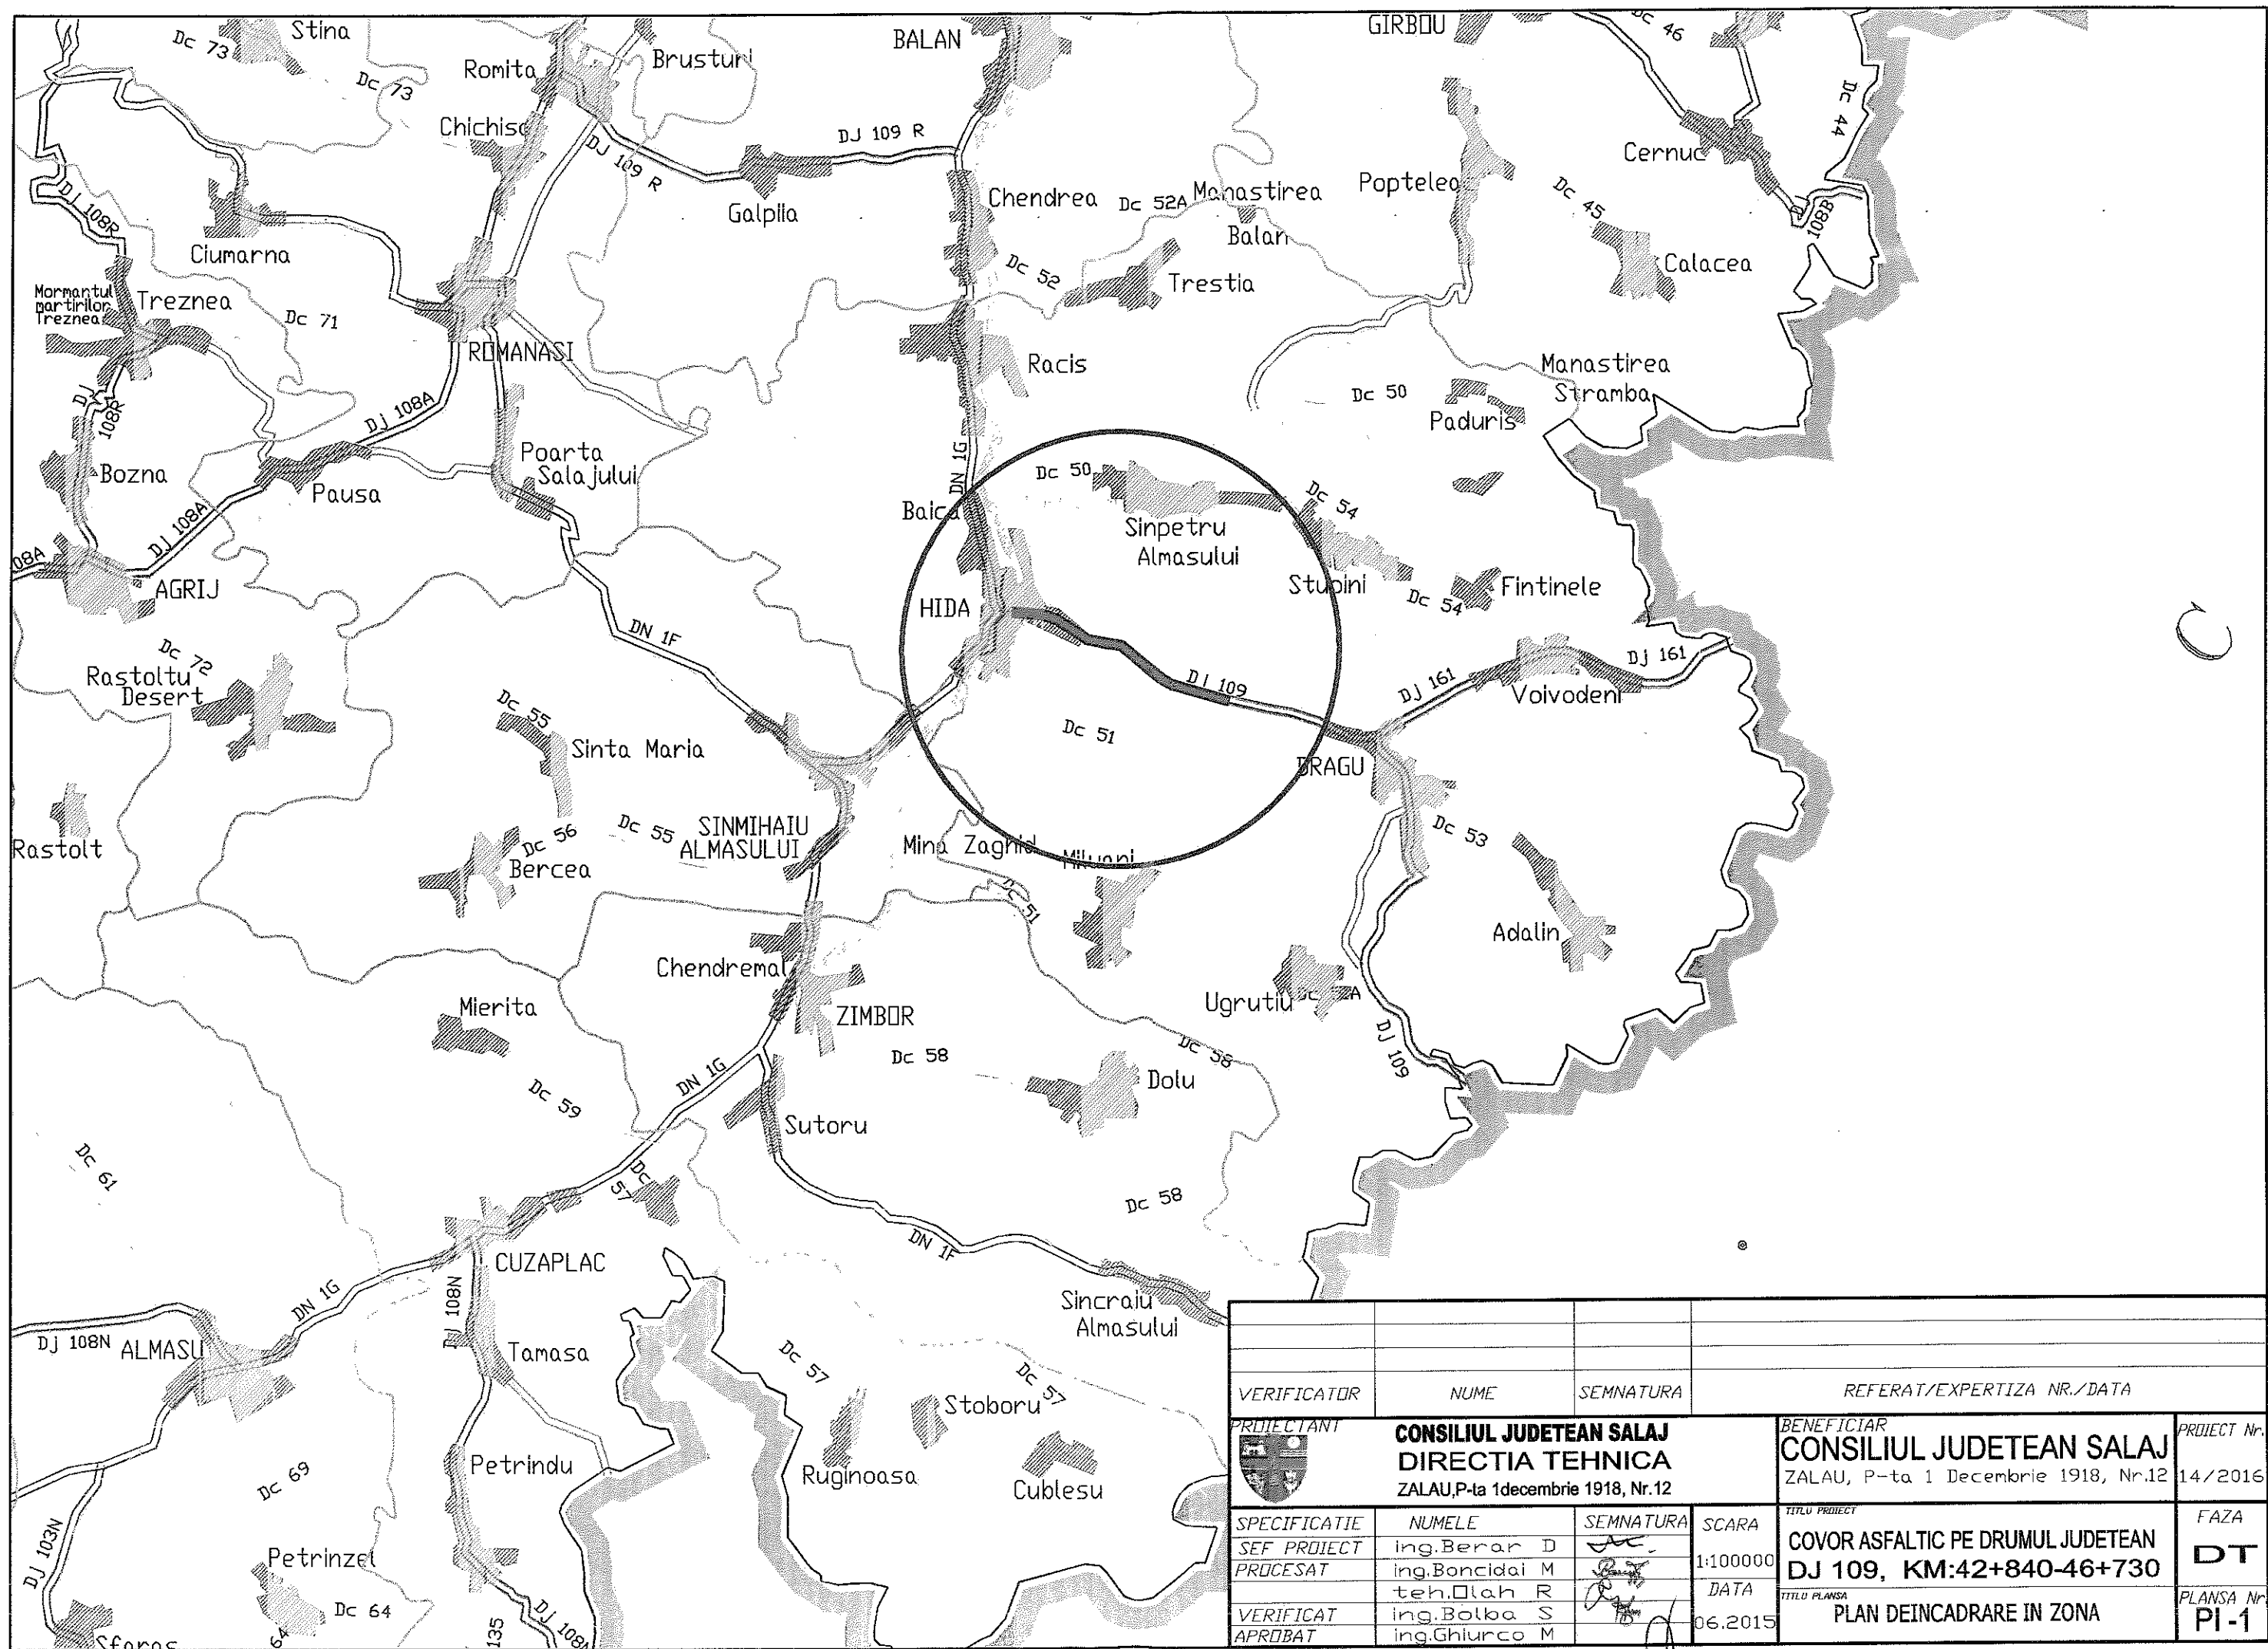 Stina
Dc 73
Dc 73
Romita
Brusturi
BALAN
GIRBOU
Dc 46
Dc 44
Chichisa
DJ 109 R
DJ 109 R
Galpiia
Chendrea
Dc 52A
Manastirea
Balan
Poptelea
Cernuc
Dc 45
108B
Calacea
DJ 108R
Ciumarna
Dc 52
Trestia
Mormantul
martirilor
Treznea
Treznea
Dc 71
ROMANASI
Racis
Manastirea
Stramba
Dc 50
Paduris
DJ
108R
Dj 108A
Poarta
Salajului
Bozna
Pausa
DN 1G
Dc 50
Dc 54
Baica
Sinpetru
Almasului
Dj 108A
08A
AGRIJ
HIDA
Stupini
Dc 54
Fintinele
DN 1F
Dc 72
Rastoltu
Desert
DJ 109
Dj 161
Voivodeni
Dj 161
Dc 55
Sinta Maria
Dc 51
DRAGU
Rastolt
Dc 56
Bercea
Dc 55
SINMIHAIU
ALMASULUI
Mina Zaghid
Miluani
Dc 53
Dc 51
Adalin
Chendremal
Mierita
ZIMBOR
Ugrutiu
DJ 109
Dc 58
Dc 58
Dolu
DN 1G
Dc 59
Sutoru
Dc 61
Dc
57
Dc 58
DN 1F
CUZAPLAC
DN 1G
DJ 108N
Sincraiu
Almasului
Dj 108N
ALMASU
Tamasa
Dc 57
Dc 57
Stoboru
Ruginoasa
Cublesu
Petrindu
Dc 69
DJ 103N
Petrinzel
Dc 64
64
Sfaras
135
DJ 108N
VERIFICATOR NUME SEMNATURA REFERAT/EXPERTIZA NR./DATA
PROIECTANT
CONSILIUL JUDETEAN SALAJ
DIRECTIA TEHNICA
ZALAU,P-ta 1decembrie 1918, Nr.12
BENEFICIAR
CONSILIUL JUDETEAN SALAJ
ZALAU, P-ta 1 Decembrie 1918, Nr.12
PROIECT Nr.
14/2016
SPECIFICATIE NUMELE SEMNATURA SCARA
SEF PROIECT ing.Berar D
PROCESAT ing.Boncidai M
1:100000
teh.Olah R
DATA
VERIFICAT ing.Bolba S
06.2015
APROBAT ing.Ghiurco M
TITLU PROIECT
COVOR ASFALTIC PE DRUMUL JUDETEAN
DJ 109, KM:42+840-46+730
FAZA
DT
TITLU PLANSA
PLAN DEINCADRARE IN ZONA
PLANSA Nr
PI-1